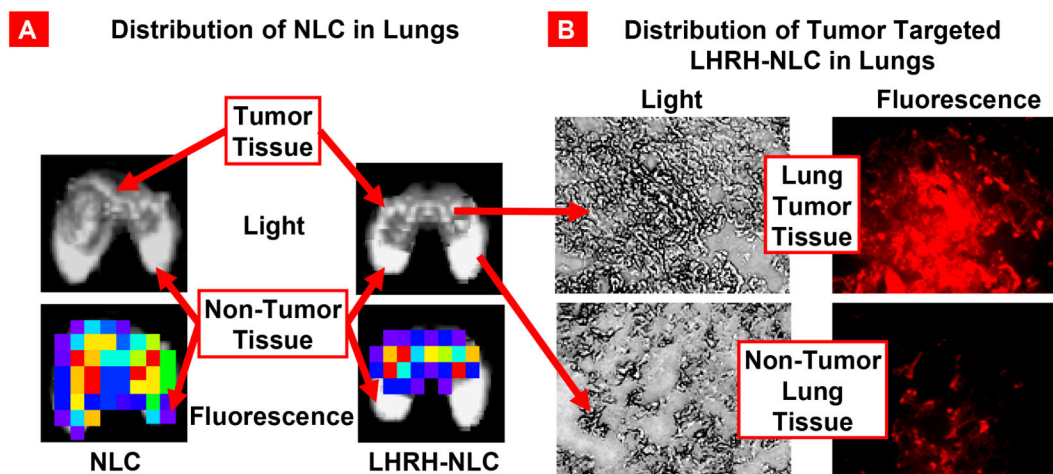 A
Distribution of NLC in Lungs
Tumor
Tissue
Light
Non-Tumor
Tissue
Fluorescence
NLC
LHRH-NLC
B
Distribution of Tumor Targeted
LHRH-NLC in Lungs
Light
Fluorescence
Lung
Tumor
Tissue
Non-Tumor
Lung
Tissue